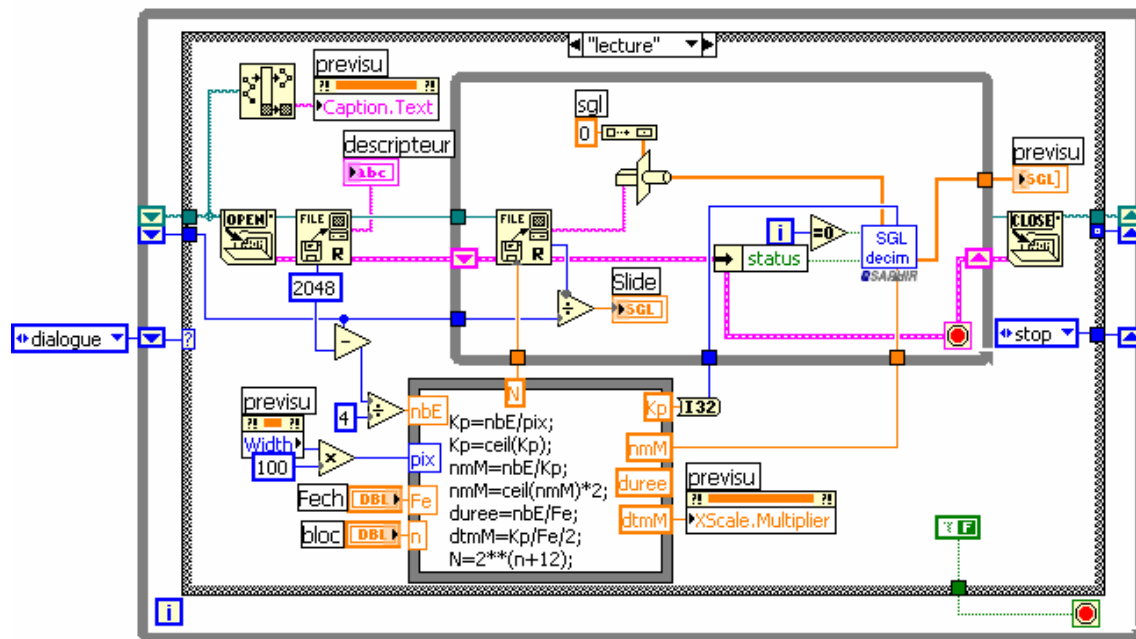 "lecture"
previsu
Caption.Text
sgl
0
descripteur
abc
previsu
SGL]
OPEN
FILE
R
FILE
R
i
=0
SGL
decim
CLOSE
status
SAPHIR
2048
Slide
SGL
dialogue
?
stop
previsu
Width
4
100
nbE
pix
Fech
DBL
Fe
bloc
DBL
n
N
Kp=nbE/pix;
Kp=ceil(Kp);
nmM=nbE/Kp;
nmM=ceil(nmM)*2;
duree=nbE/Fe;
dtmM=Kp/Fe/2;
N=2**(n+12);
Kp
I32
nmM
duree
dtmM
previsu
XScale.Multiplier
F
i